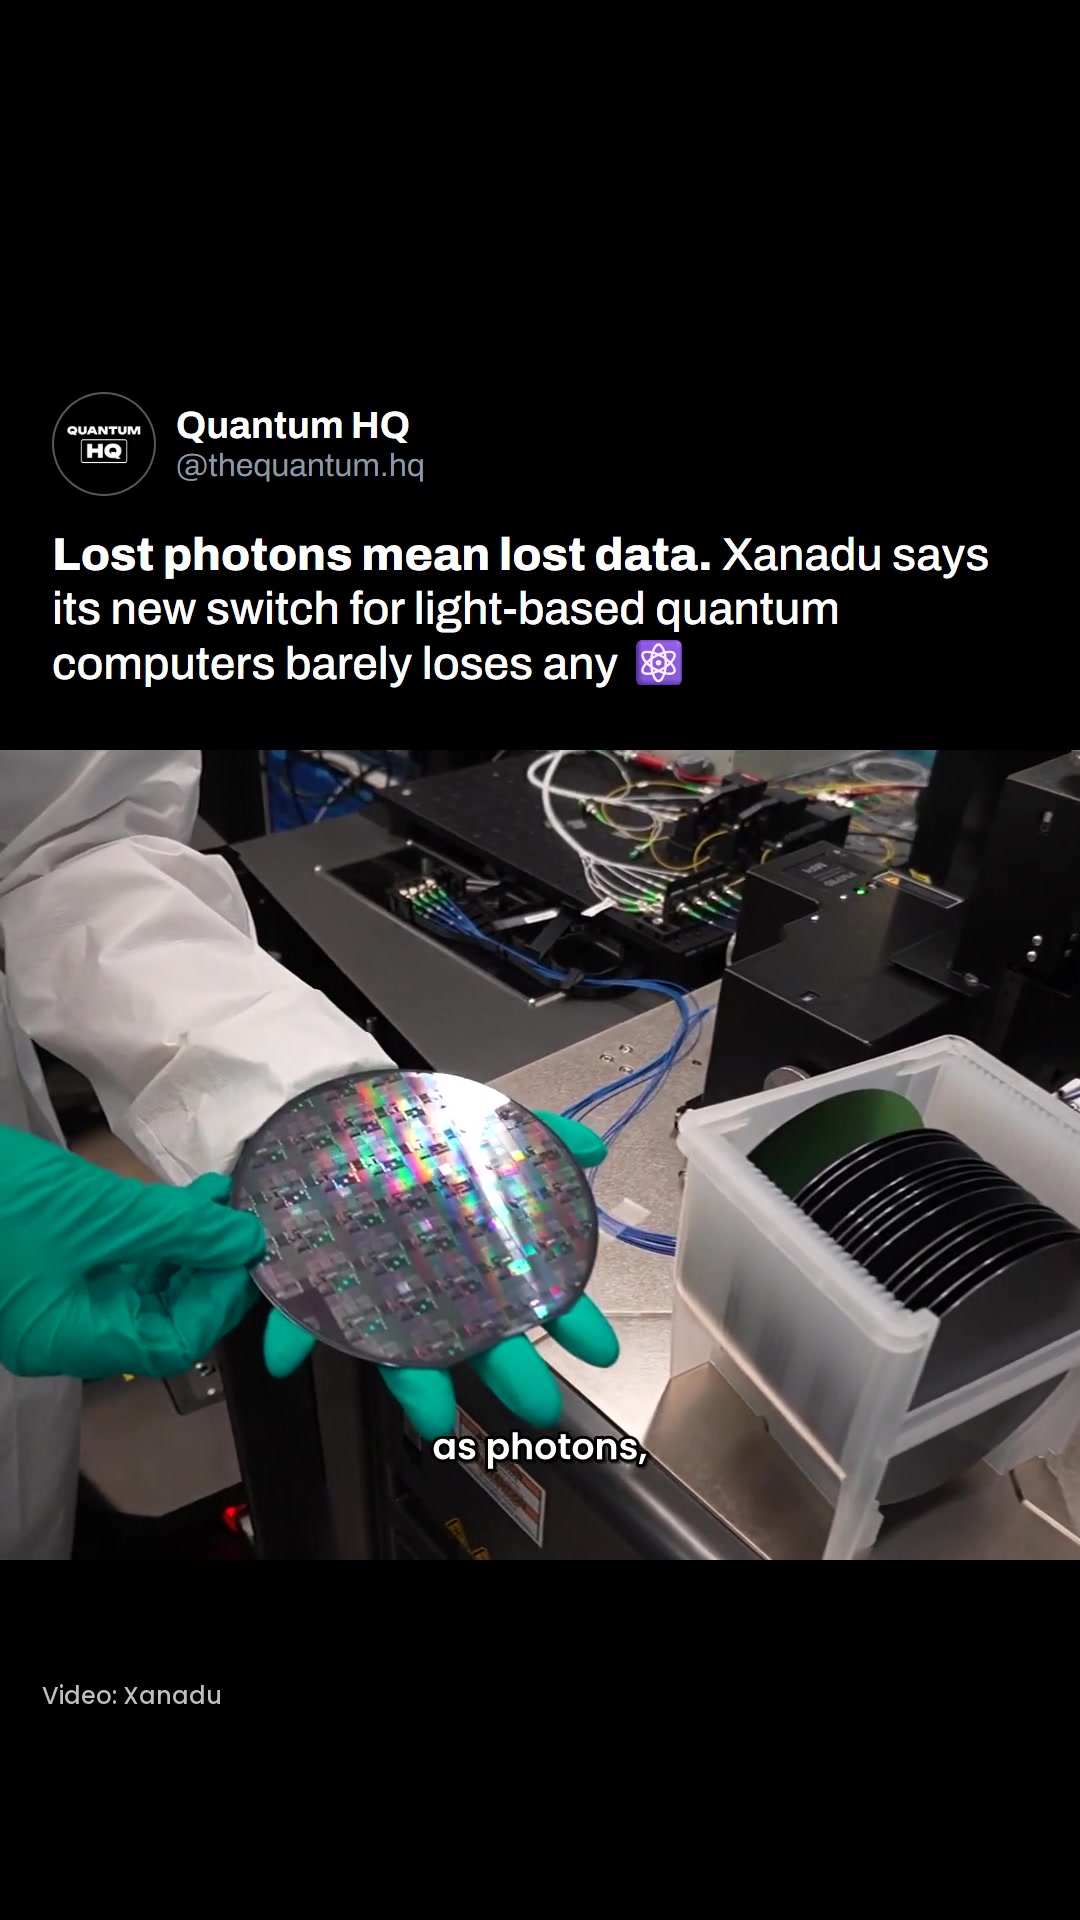 QUANTUM
HQ
Quantum HQ
@thequantum.hq
Lost photons mean lost data. Xanadu says
its new switch for light-based quantum
computers barely loses any ⚛️
as photons,
Video: Xanadu